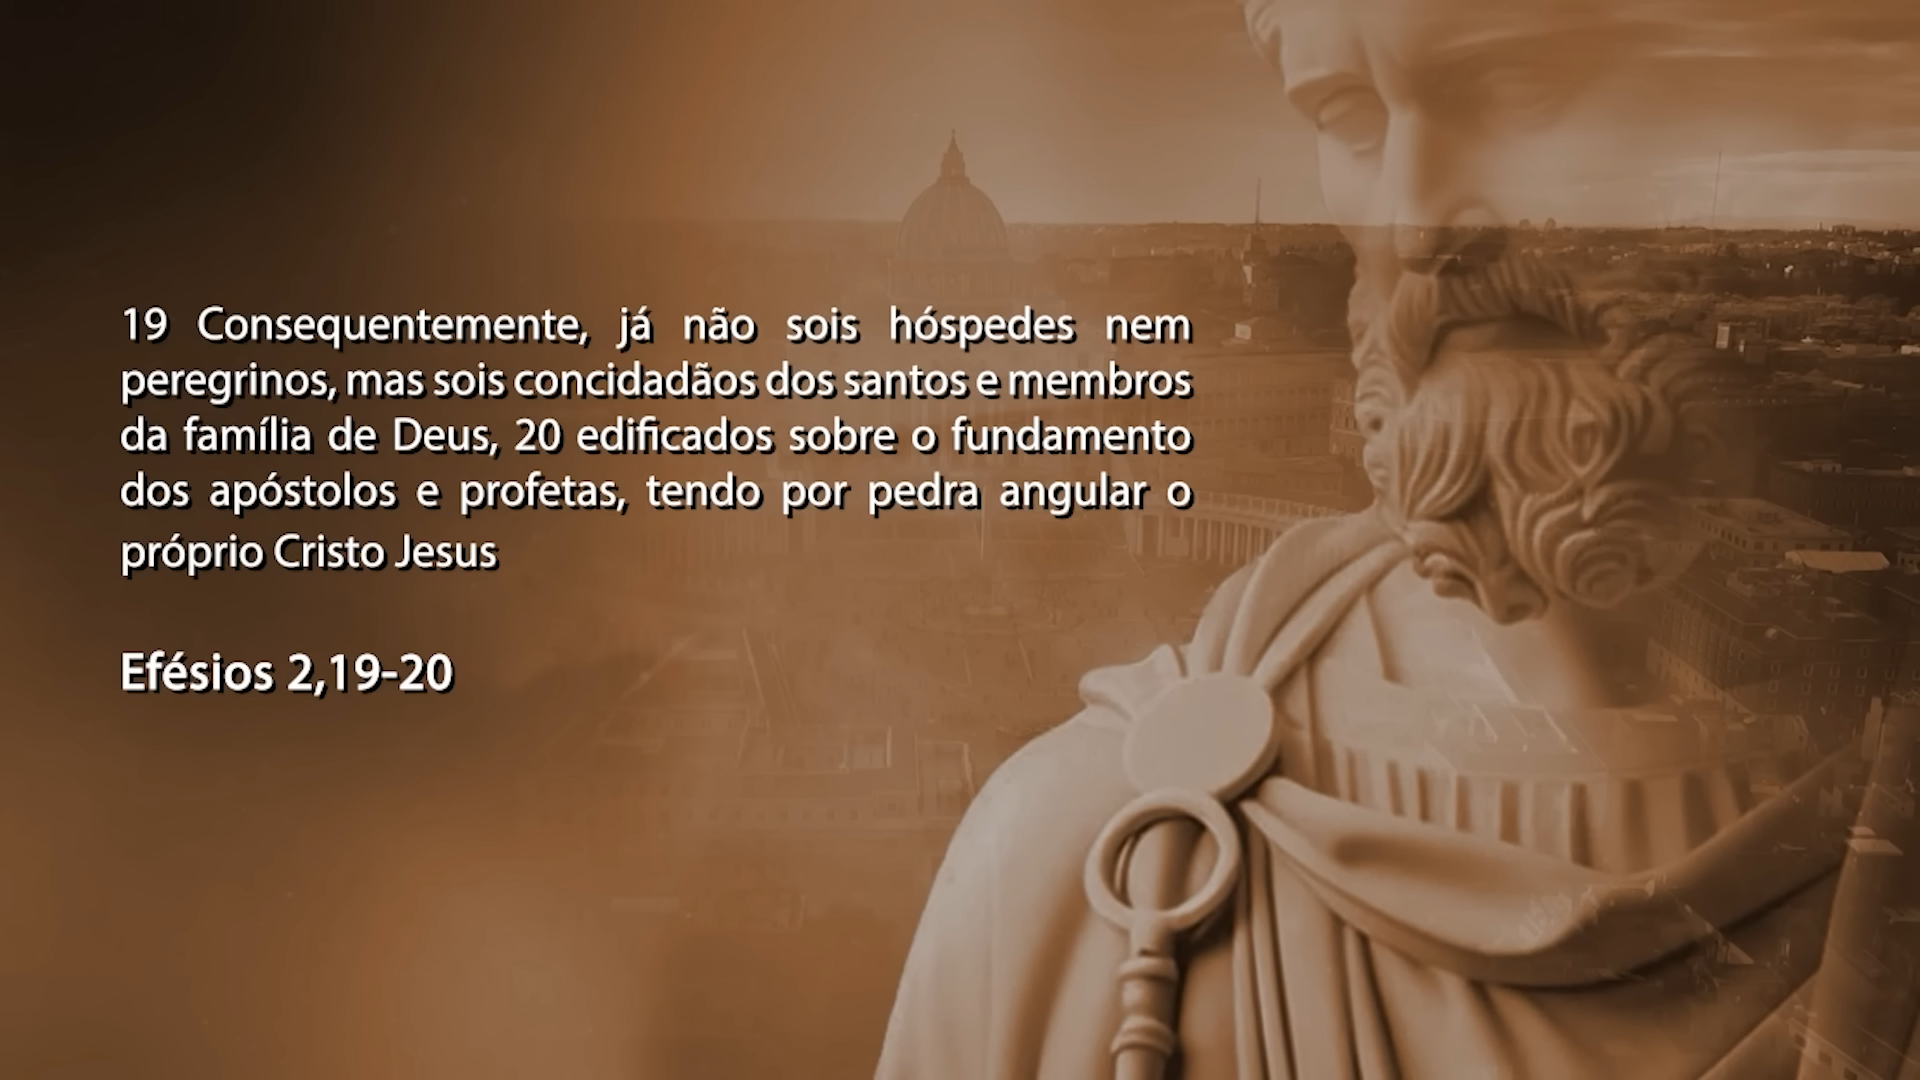 19 Consequentemente, já não sois hóspedes nem
peregrinos, mas sois concidadãos dos santos e membros
da família de Deus, 20 edificados sobre o fundamento
dos apóstolos e profetas, tendo por pedra angular o
próprio Cristo Jesus
Efésios 2,19-20